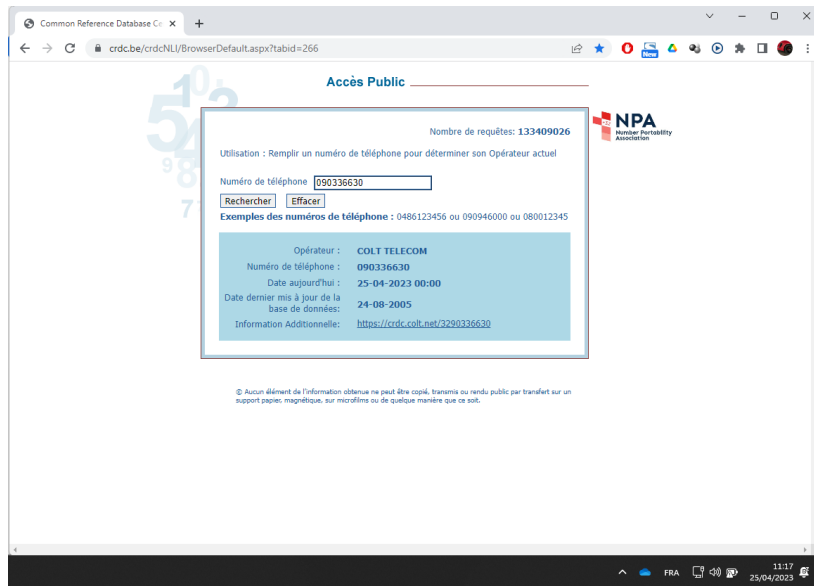 Common Reference Database Ce
crdc.be/crdcNLI/BrowserDefault.aspx?tabid=266
New
Accès Public
Nombre de requêtes: 133409026
NPA
Number Portability
Association
Utilisation : Remplir un numéro de téléphone pour déterminer son Opérateur actuel
Numéro de téléphone 090336630
Rechercher Effacer
Exemples des numéros de téléphone : 0486123456 ou 090946000 ou 080012345
Opérateur : COLT TELECOM
Numéro de téléphone : 090336630
Date aujourd'hui : 25-04-2023 00:00
Date dernier mis à jour de la
base de données: 24-08-2005
Information Additionnelle: https://crdc.colt.net/3290336630
© Aucun élément de l'information obtenue ne peut être copié, transmis ou rendu public par transfert sur un
support papier, magnétique, sur microfilms ou de quelque manière que ce soit.
FRA
11:17
25/04/2023